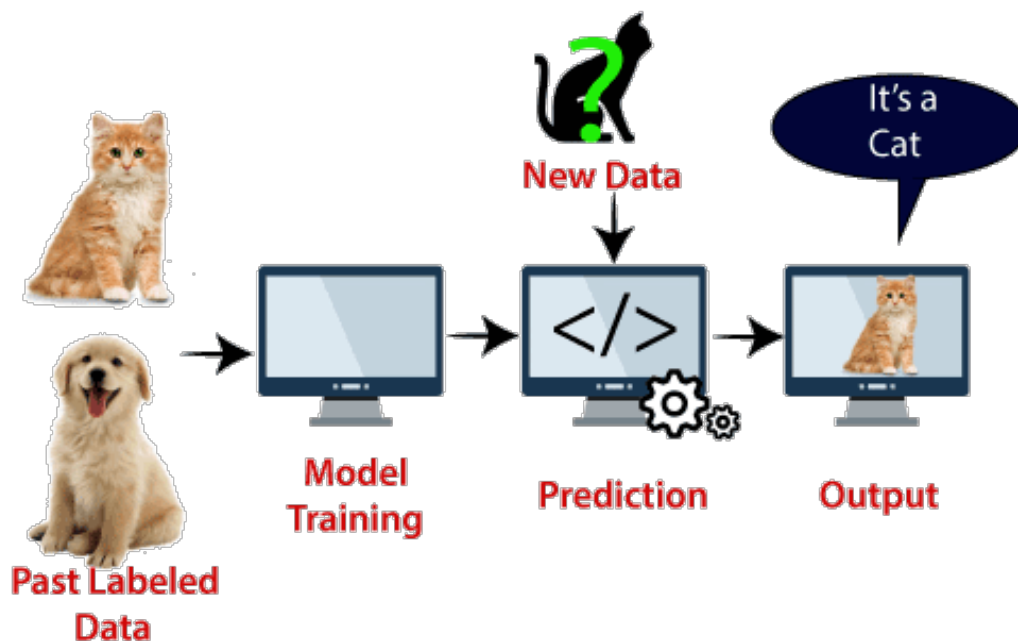 It's a
Cat
?
New Data
</>
Model
Training
Prediction
Output
Past Labeled
Data